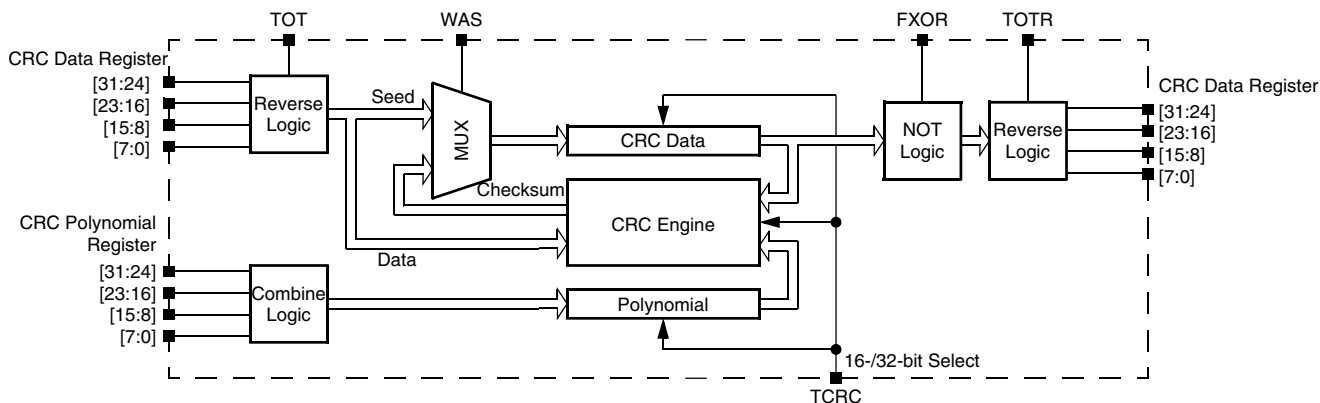 TOT
WAS
FXOR
TOTR
CRC Data Register
[31:24]
[23:16]
[15:8]
[7:0]
Reverse
Logic
Seed
MUX
CRC Data
NOT
Logic
Reverse
Logic
CRC Data Register
[31:24]
[23:16]
[15:8]
[7:0]
Checksum
CRC Engine
Data
CRC Polynomial
Register
[31:24]
[23:16]
[15:8]
[7:0]
Combine
Logic
Polynomial
16-/32-bit Select
TCRC